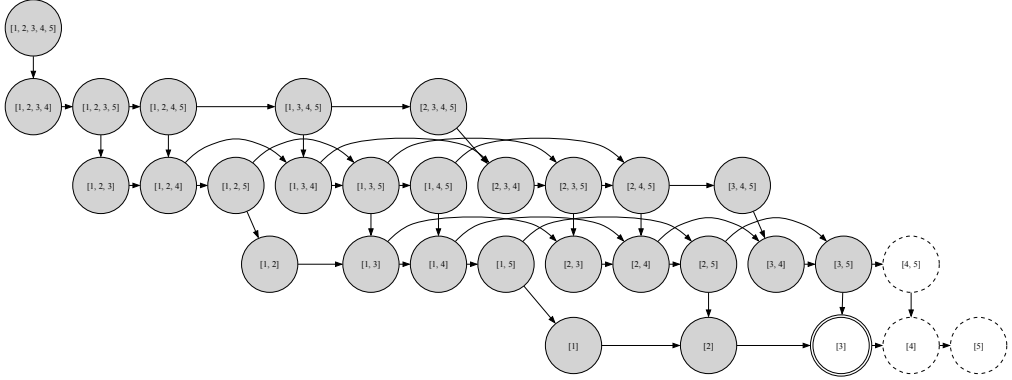 [1, 2, 3, 4, 5]
[1, 2, 3, 4] [1, 2, 3, 5] [1, 2, 4, 5] [1, 3, 4, 5] [2, 3, 4, 5]
[1, 2, 3] [1, 2, 4] [1, 2, 5] [1, 3, 4] [1, 3, 5] [1, 4, 5] [2, 3, 4] [2, 3, 5] [2, 4, 5] [3, 4, 5]
[1, 2] [1, 3] [1, 4] [1, 5] [2, 3] [2, 4] [2, 5] [3, 4] [3, 5] [4, 5]
[1] [2] [3] [4] [5]